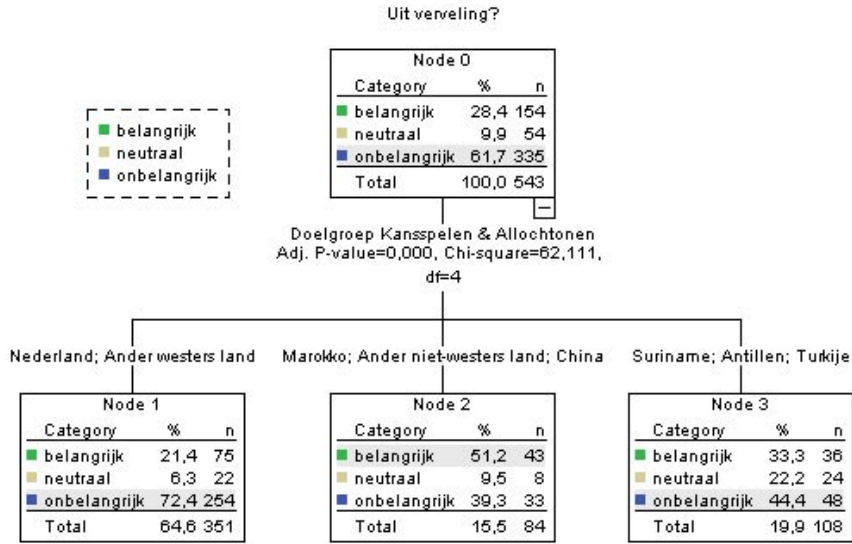 Uit verveling?
Node 0
Category % n
belangrijk 28,4 154
neutraal 9,9 54
onbelangrijk 61,7 335
Total 100,0 543
belangrijk
neutraal
onbelangrijk
Doelgroep Kansspelen & Allochtonen
Adj. P-value=0,000, Chi-square=62,111,
df=4
Nederland; Ander westers land
Marokko; Ander niet-westers land; China
Suriname; Antillen; Turkije
Node 1
Category % n
belangrijk 21,4 75
neutraal 6,3 22
onbelangrijk 72,4 254
Total 64,6 351
Node 2
Category % n
belangrijk 51,2 43
neutraal 9,5 8
onbelangrijk 39,3 33
Total 15,5 84
Node 3
Category % n
belangrijk 33,3 36
neutraal 22,2 24
onbelangrijk 44,4 48
Total 19,9 108